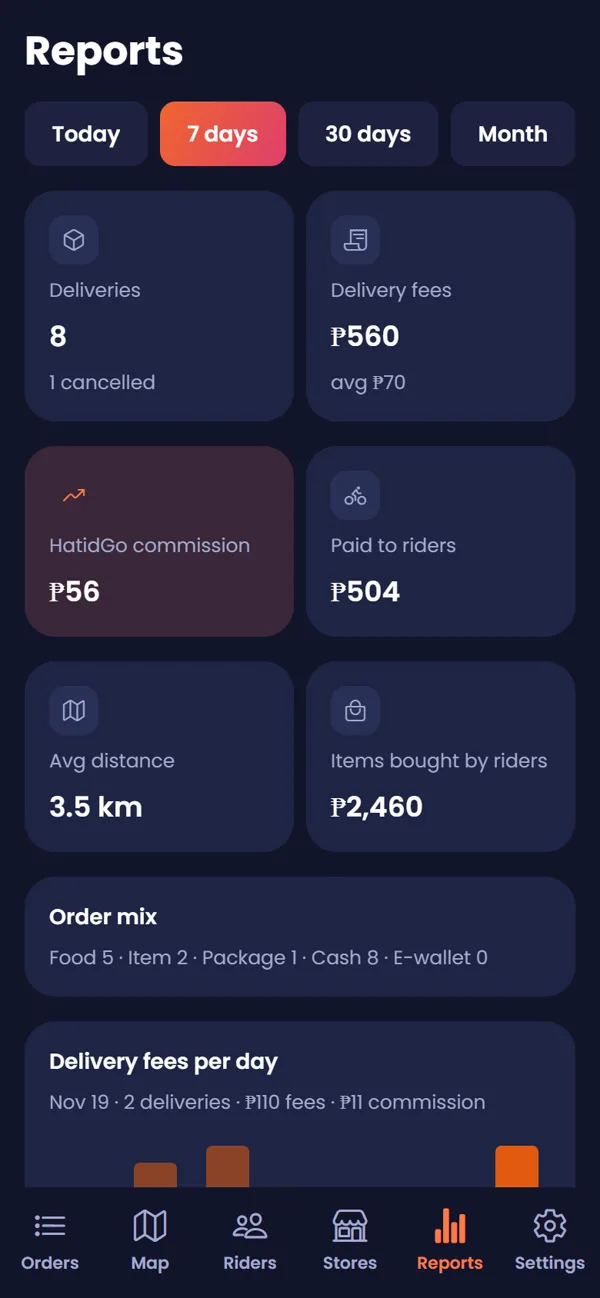 Reports
Today
7 days
30 days
Month
Deliveries
8
1 cancelled
Delivery fees
₱560
avg ₱70
HatidGo commission
₱56
Paid to riders
₱504
Avg distance
3.5 km
Items bought by riders
₱2,460
Order mix
Food 5 · Item 2 · Package 1 · Cash 8 · E-wallet 0
Delivery fees per day
Nov 19 · 2 deliveries · ₱110 fees · ₱11 commission
Orders
Map
Riders
Stores
Reports
Settings